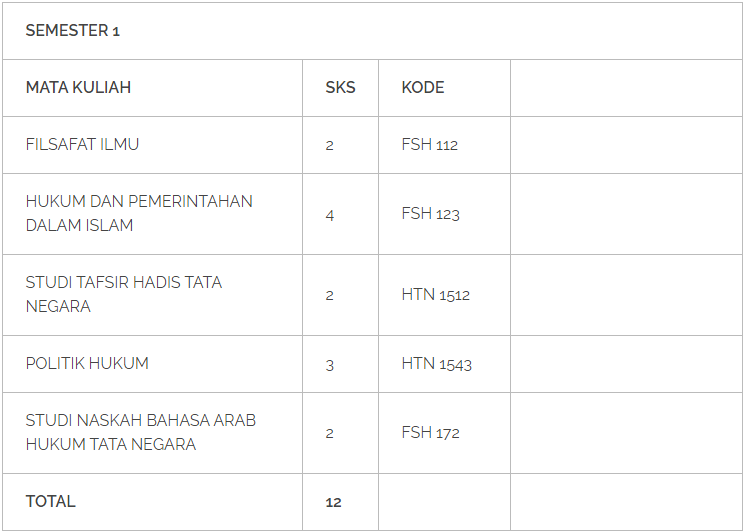 SEMESTER 1
MATA KULIAH SKS KODE
FILSAFAT ILMU 2 FSH 112
HUKUM DAN PEMERINTAHAN
DALAM ISLAM 4 FSH 123
STUDI TAFSIR HADIS TATA
NEGARA 2 HTN 1512
POLITIK HUKUM 3 HTN 1543
STUDI NASKAH BAHASA ARAB
HUKUM TATA NEGARA 2 FSH 172
TOTAL 12